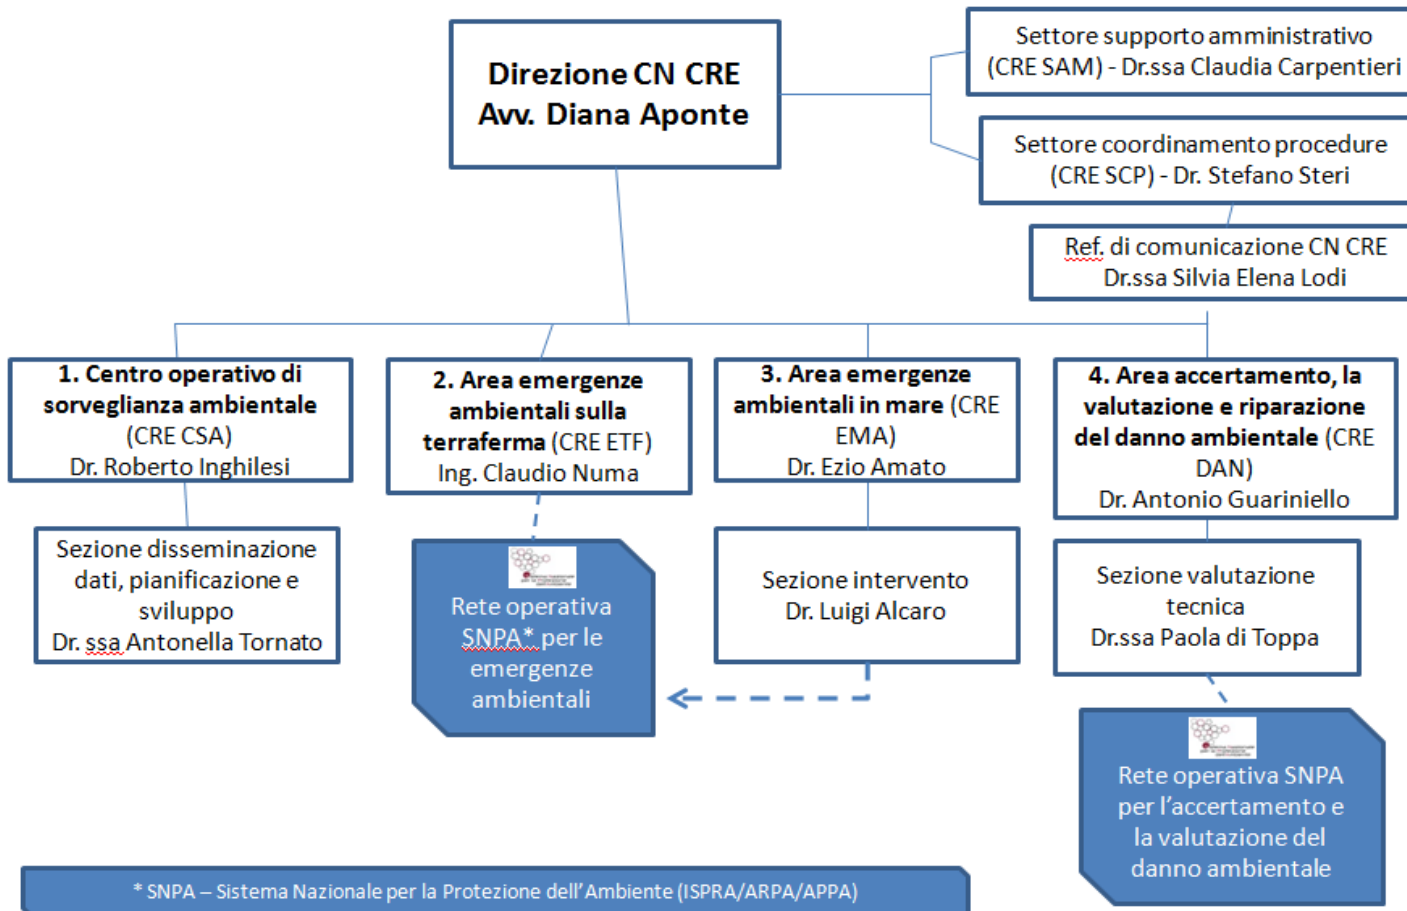 Direzione CN CRE
Avv. Diana Aponte
Settore supporto amministrativo
(CRE SAM) - Dr.ssa Claudia Carpentieri
Settore coordinamento procedure
(CRE SCP) - Dr. Stefano Steri
Ref. di comunicazione CN CRE
Dr.ssa Silvia Elena Lodi
1. Centro operativo di
sorveglianza ambientale
(CRE CSA)
Dr. Roberto Inghilesi
2. Area emergenze
ambientali sulla
terraferma (CRE ETF)
Ing. Claudio Numa
3. Area emergenze
ambientali in mare (CRE
EMA)
Dr. Ezio Amato
4. Area accertamento, la
valutazione e riparazione
del danno ambientale (CRE
DAN)
Dr. Antonio Guariniello
Sezione disseminazione
dati, pianificazione e
sviluppo
Dr. ssa Antonella Tornato
Rete operativa
SNPA* per le
emergenze
ambientali
Sezione intervento
Dr. Luigi Alcaro
Sezione valutazione
tecnica
Dr.ssa Paola di Toppa
Rete operativa SNPA
per l'accertamento e
la valutazione del
danno ambientale
* SNPA – Sistema Nazionale per la Protezione dell'Ambiente (ISPRA/ARPA/APPA)